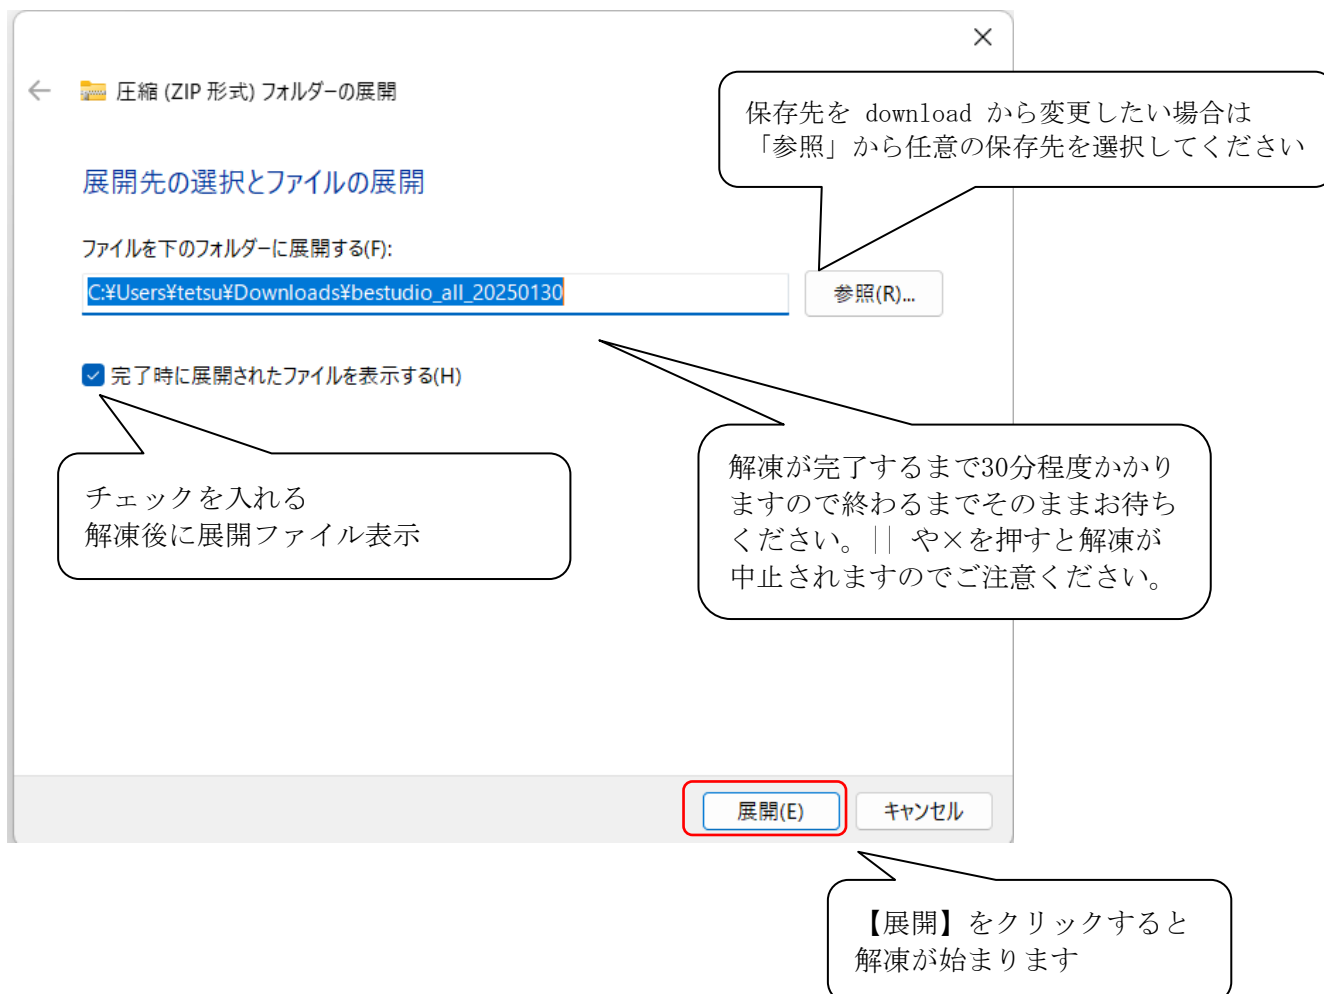 圧縮 (ZIP 形式) フォルダーの展開
保存先を download から変更したい場合は
「参照」から任意の保存先を選択してください
展開先の選択とファイルの展開
ファイルを下のフォルダーに展開する(F):
C:¥Users¥tetsu¥Downloads¥bestudio_all_20250130
参照(R)...
完了時に展開されたファイルを表示する(H)
チェックを入れる
解凍後に展開ファイル表示
解凍が完了するまで30分程度かかり
ますので終わるまでそのままお待ち
ください。|| や×を押すと解凍が
中止されますのでご注意ください。
展開(E)
キャンセル
【展開】をクリックすると
解凍が始まります